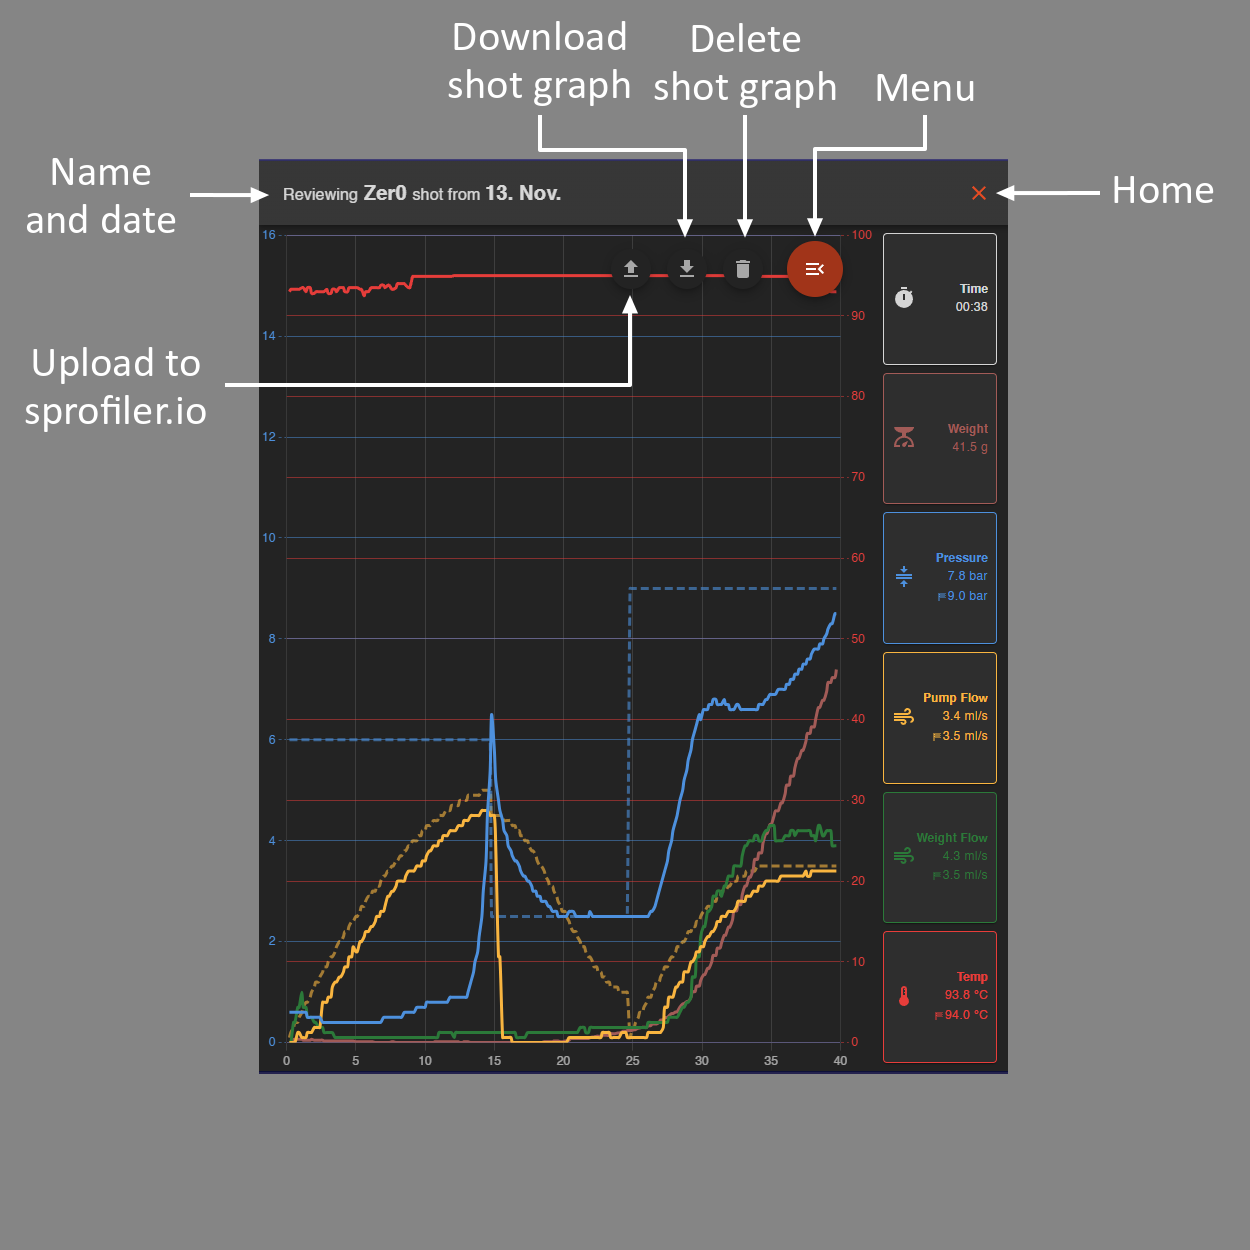 Download
shot graph
Delete
shot graph
Menu
Name
and date
Reviewing Zer0 shot from 13. Nov.
Home
Upload to
sprofiler.io
16
14
12
10
8
6
4
2
0
100
90
80
70
60
50
40
30
20
10
0
0 5 10 15 20 25 30 35 40
Time
00:38
Weight
41.5 g
Pressure
7.8 bar
9.0 bar
Pump Flow
3.4 ml/s
3.5 ml/s
Weight Flow
4.3 ml/s
3.5 ml/s
Temp
93.8 °C
94.0 °C